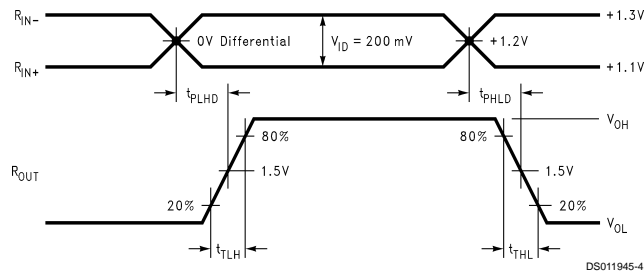 RIN−
+1.3V
0V Differential
VID = 200 mV
+1.2V
RIN+
+1.1V
tPLHD
tPHLD
80%
80%
VOH
ROUT
1.5V
1.5V
20%
20%
VOL
tTLH
tTHL
DS011945-4